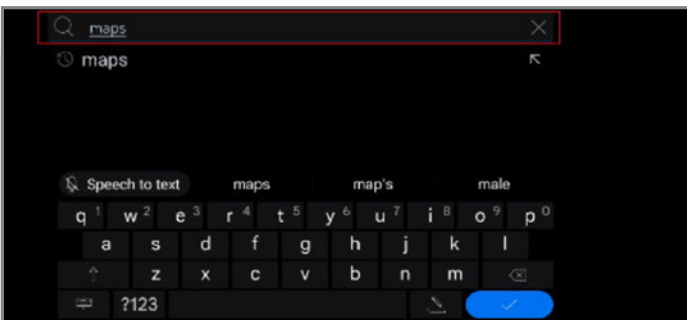 maps
maps
Speech to text maps map's male
q 1 w 2 e 3 r 4 t 5 y 6 u 7 i 8 o 9 p 0
a s d f g h j k l
z x c v b n m
?123